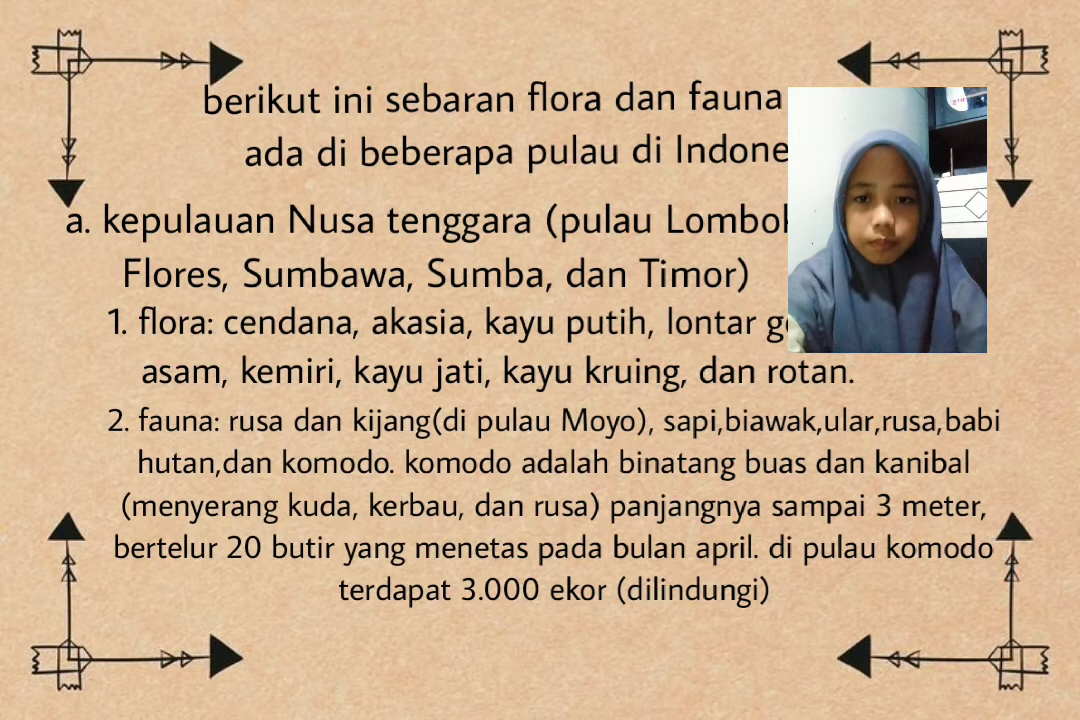 berikut ini sebaran flora dan fauna
ada di beberapa pulau di
a. kepulauan Nusa tenggara (pulau
Flores, Sumbawa, Sumba, dan Timor)
1. flora: cendana, akasia, kayu putih, lontar
asam, kemiri, kayu jati, kayu kruing, dan rotan.
2. fauna: rusa dan kijang(di pulau Moyo), sapi,biawak,ular,rusa,babi
hutan,dan komodo. komodo adalah binatang buas dan kanibal
(menyerang kuda, kerbau, dan rusa) panjangnya sampai 3 meter,
bertelur 20 butir yang menetas pada bulan april. di pulau komodo
terdapat 3.000 ekor (dilindungi)